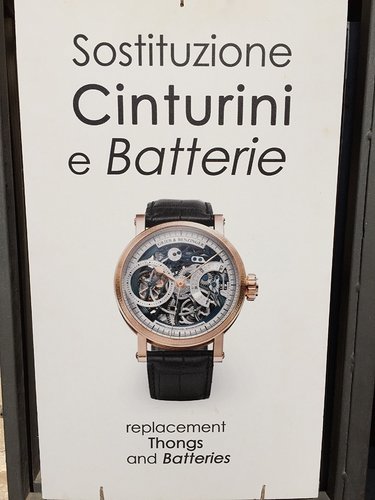 Sostituzione
Cinturini
e Batterie
replacement
Thongs
and Batteries